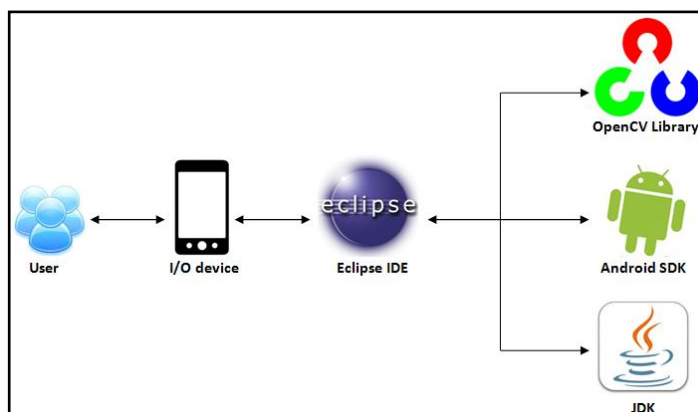 OpenCV Library
eclipse
User
I/O device
Eclipse IDE
Android SDK
JDK